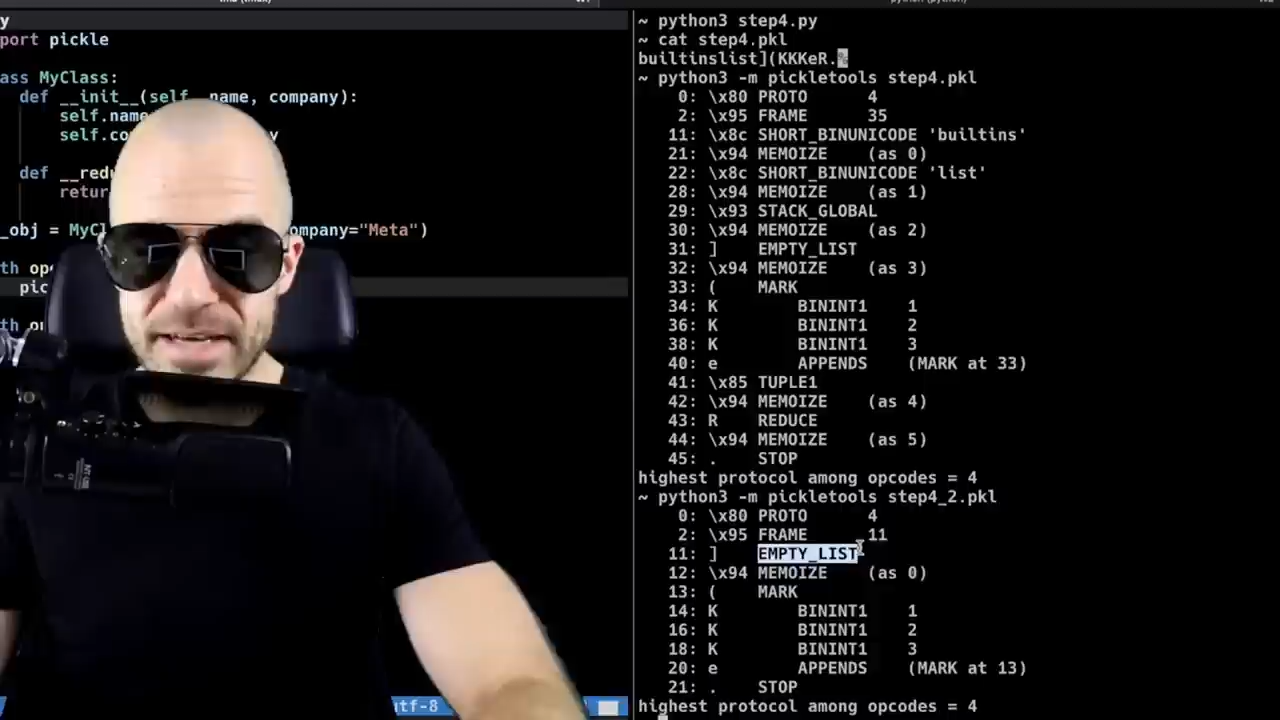 port pickle
ass MyClass:
def __init__(self, name, company):
self.name
self.co y
def __redu
return
_obj = MyCl ompany="Meta")
th ope
pic
th o
utf-8
~ python3 step4.py
~ cat step4.pkl
builtinslist](KKKeR.%
~ python3 -m pickletools step4.pkl
0: \x80 PROTO 4
2: \x95 FRAME 35
11: \x8c SHORT_BINUNICODE 'builtins'
21: \x94 MEMOIZE (as 0)
22: \x8c SHORT_BINUNICODE 'list'
28: \x94 MEMOIZE (as 1)
29: \x93 STACK_GLOBAL
30: \x94 MEMOIZE (as 2)
31: ] EMPTY_LIST
32: \x94 MEMOIZE (as 3)
33: ( MARK
34: K BININT1 1
36: K BININT1 2
38: K BININT1 3
40: e APPENDS (MARK at 33)
41: \x85 TUPLE1
42: \x94 MEMOIZE (as 4)
43: R REDUCE
44: \x94 MEMOIZE (as 5)
45: . STOP
highest protocol among opcodes = 4
~ python3 -m pickletools step4_2.pkl
0: \x80 PROTO 4
2: \x95 FRAME 11
11: ] EMPTY_LIST
12: \x94 MEMOIZE (as 0)
13: ( MARK
14: K BININT1 1
16: K BININT1 2
18: K BININT1 3
20: e APPENDS (MARK at 13)
21: . STOP
highest protocol among opcodes = 4